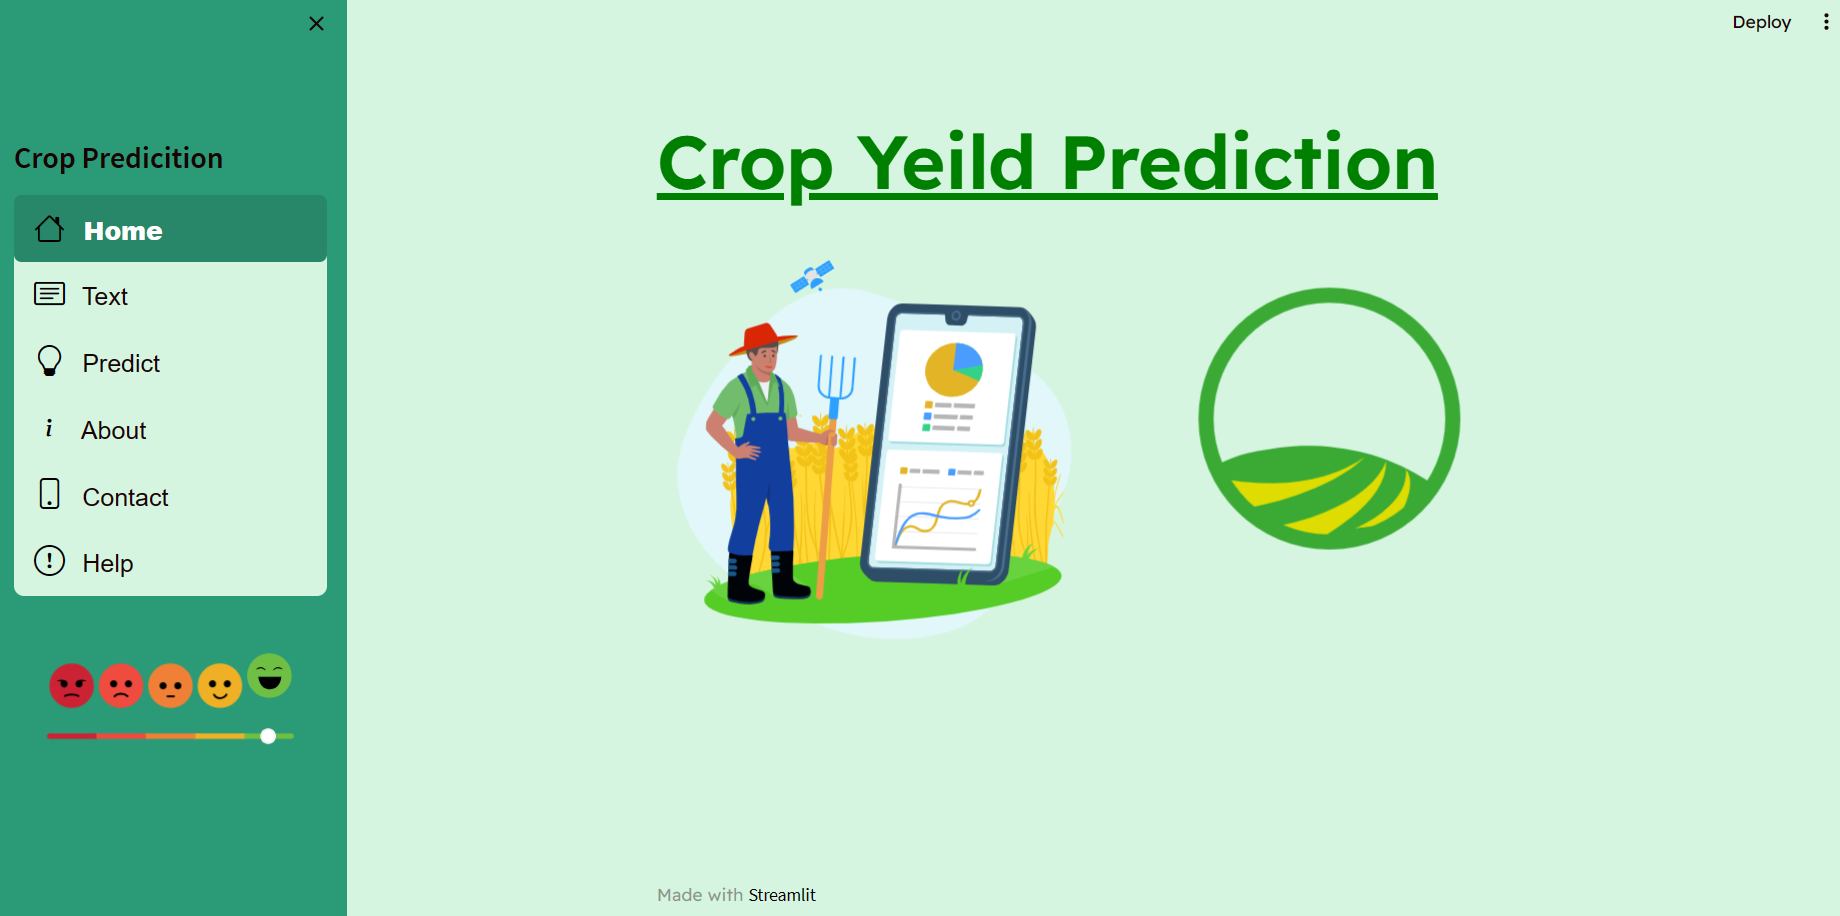 Deploy
Crop Predicition
Home
Text
Predict
About
Contact
Help
Crop Yeild Prediction
Made with Streamlit